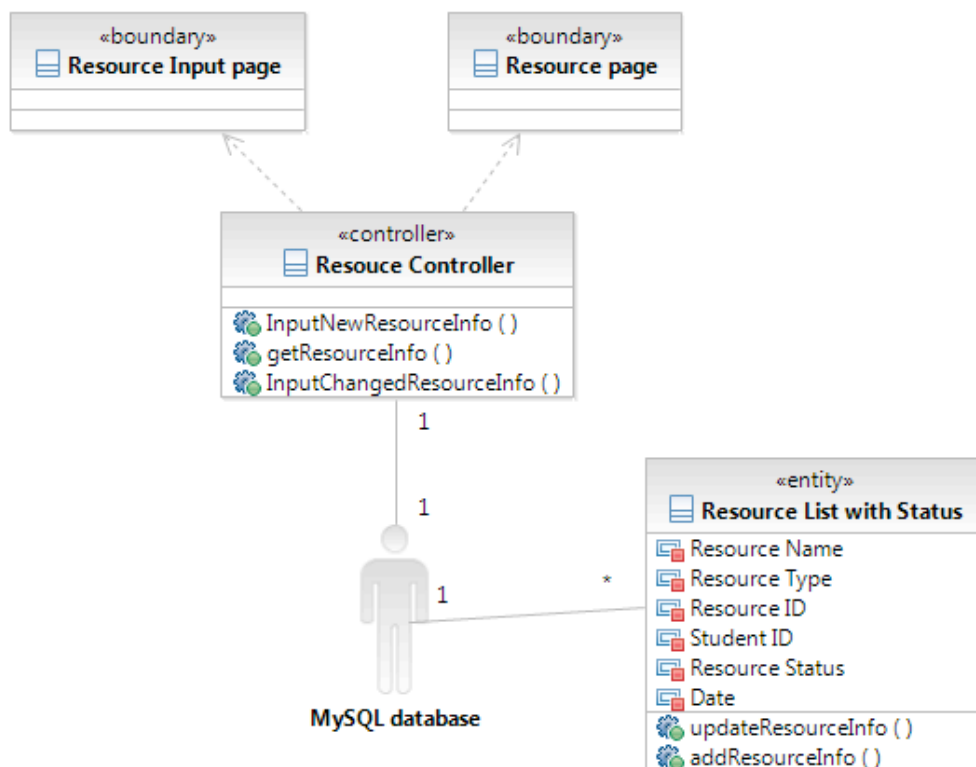 «boundary»
Resource Input page
«boundary»
Resource page
«controller»
Resouce Controller
InputNewResourceInfo ( )
getResourceInfo ( )
InputChangedResourceInfo ( )
1
1
1
*
MySQL database
«entity»
Resource List with Status
Resource Name
Resource Type
Resource ID
Student ID
Resource Status
Date
updateResourceInfo ( )
addResourceInfo ( )